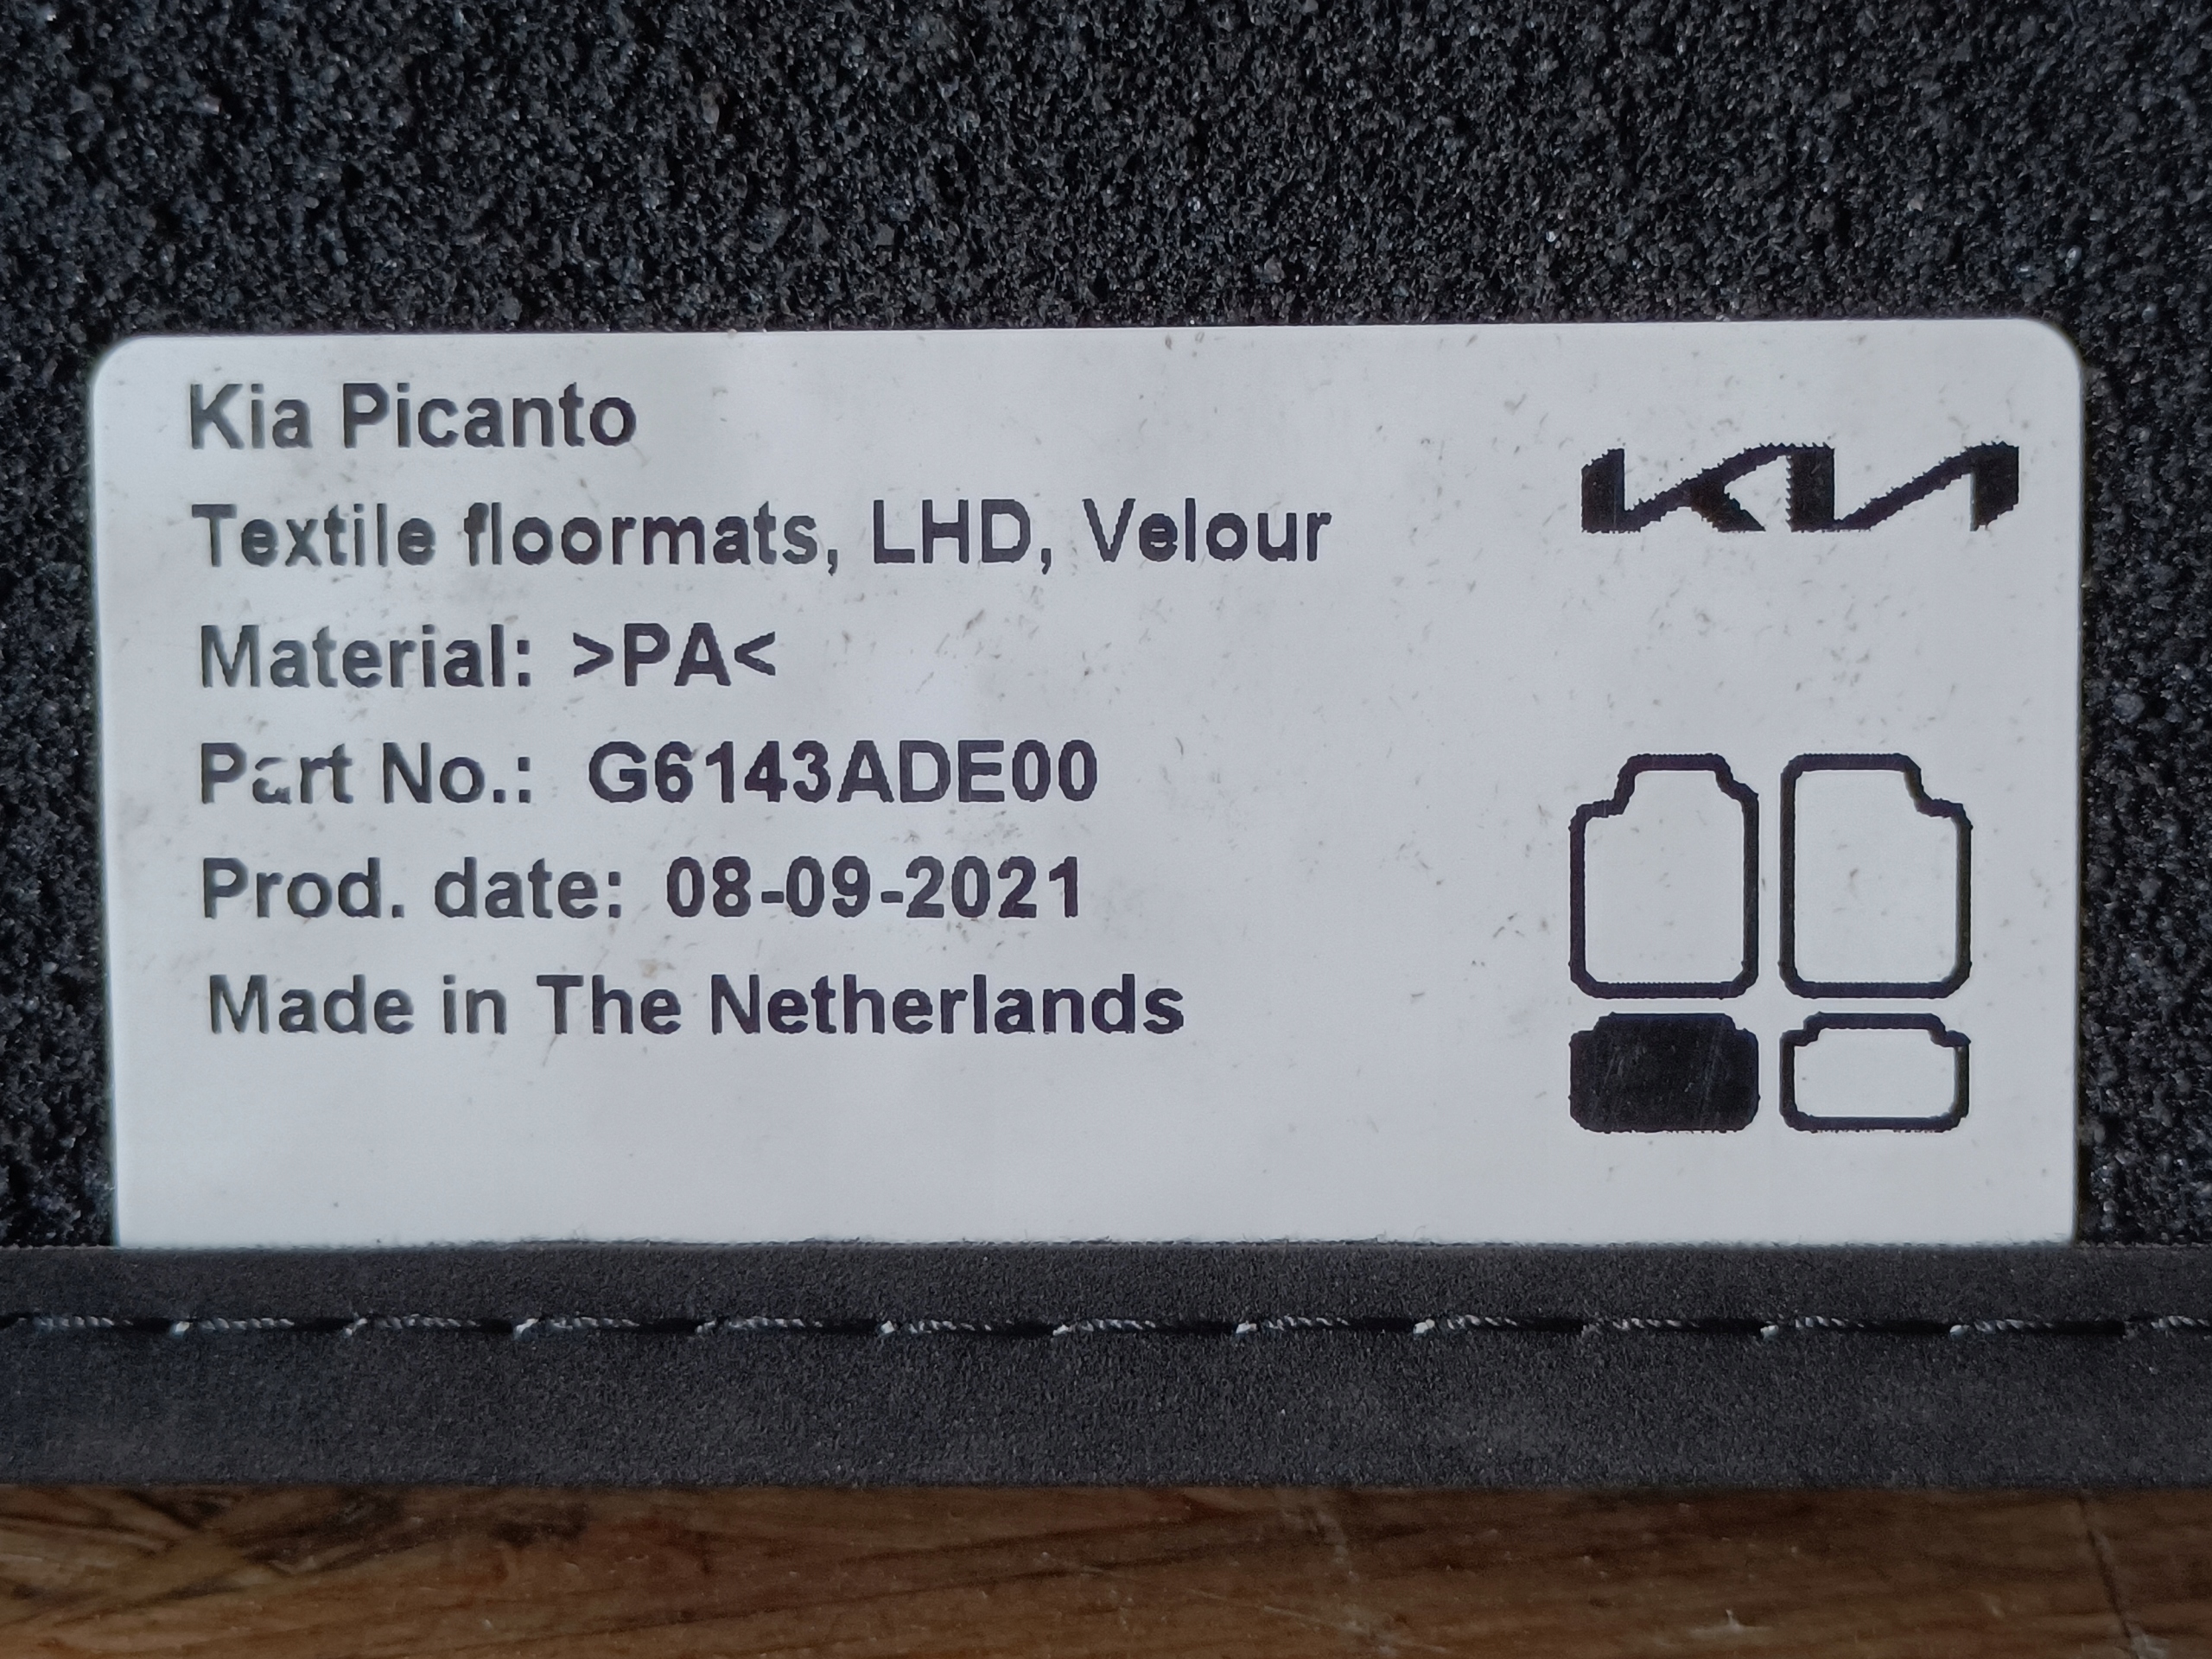 Kia Picanto
KIA
Textile floormats, LHD, Velour
Material: >PA<
Part No.: G6143ADE00
Prod. date: 08-09-2021
Made in The Netherlands